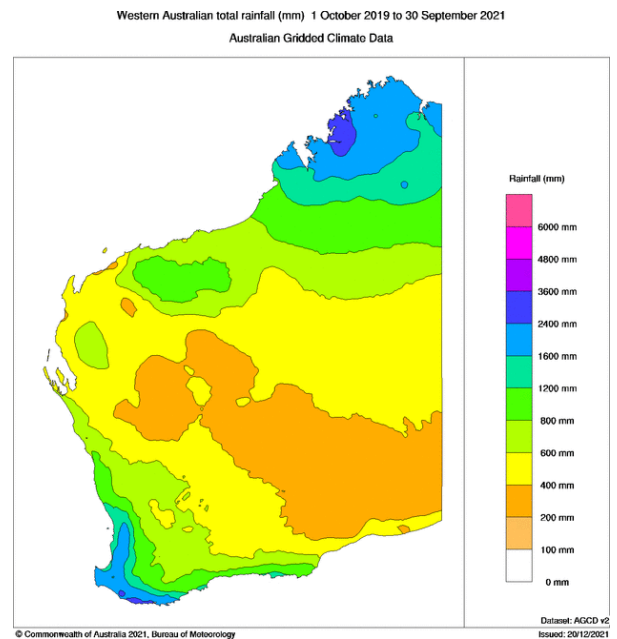 Western Australian total rainfall (mm)  1 October 2019 to 30 September 2021
Australian Gridded Climate Data
Rainfall (mm)
6000 mm
4800 mm
3600 mm
2400 mm
1600 mm
1200 mm
800 mm
600 mm
400 mm
200 mm
100 mm
0 mm
Dataset: AGCD v2
© Commonwealth of Australia 2021, Bureau of Meteorology
Issued: 20/12/2021